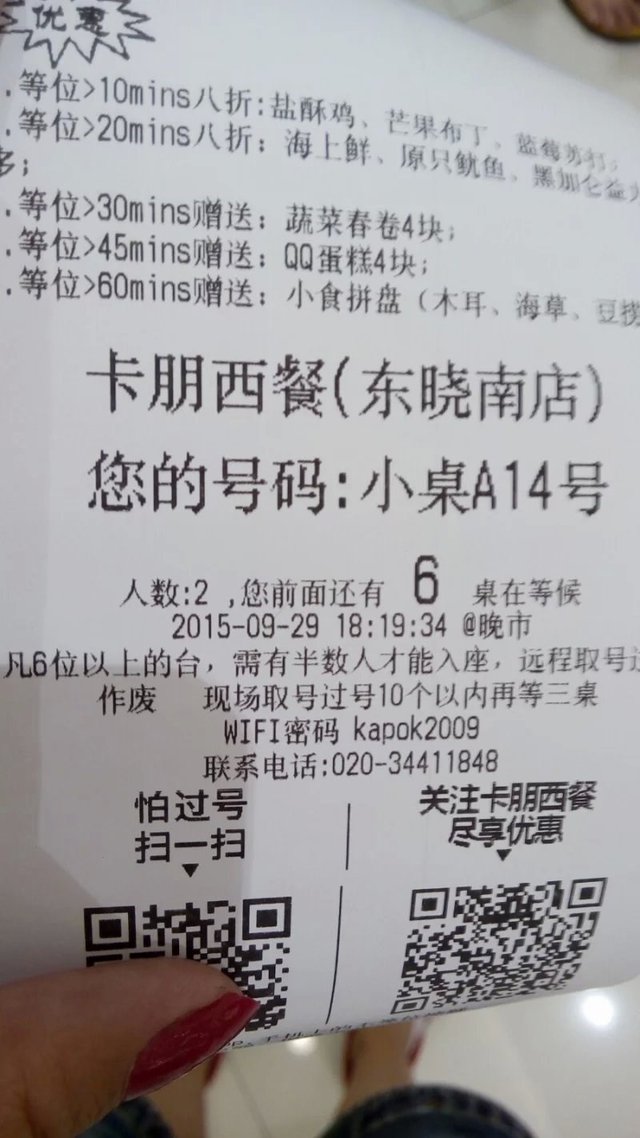 优惠
.等位>10mins八折:盐酥鸡、芒果布丁、蓝莓苏打;
.等位>20mins八折: 海上鲜、原只鱿鱼、黑加仑益力
多;
.等位>30mins赠送: 蔬菜春卷4块;
.等位>45mins赠送: QQ蛋糕4块;
.等位>60mins赠送: 小食拼盘 (木耳、海草、豆
卡朋西餐(东晓南店)
您的号码:小桌A14号
人数:2 ,您前面还有 6 桌在等候
2015-09-29 18:19:34 @晚市
凡6位以上的台, 需有半数人才能入座, 远程取号过
作废 现场取号过号10个以内再等三桌
WIFI密码 kapok2009
联系电话:020-34411848
怕过号
扫一扫
关注卡朋西餐
尽享优惠